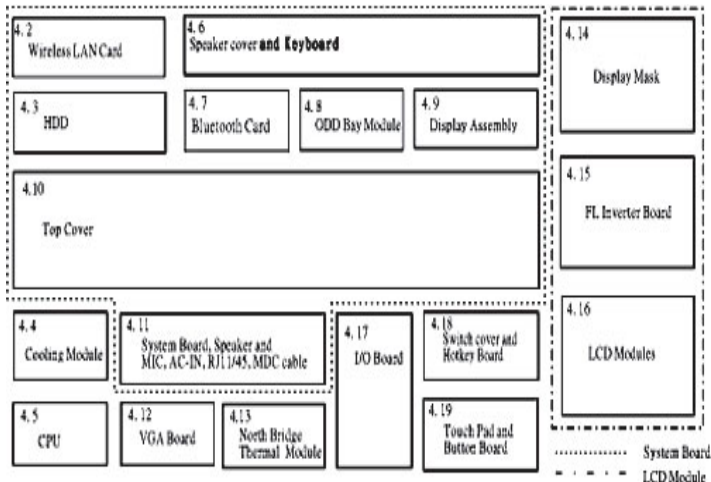 4. 2
Wireless LAN Card
4. 6
Speaker cover and Keyboard
4. 14
Display Mask
4. 3
HDD
4. 7
Bluetooth Card
4. 8
ODD Bay Module
4. 9
Display Assembly
4. 10
Top Cover
4. 15
FL Inverter Board
4. 4
Cooling Module
4. 11
System Board, Speaker and
MIC, AC-IN, RJ11/45, MDC cable
4. 17
I/O Board
4. 18
Switch cover and
Hotkey Board
4. 16
LCD Modules
4. 5
CPU
4. 12
VGA Board
4. 13
North Bridge
Thermal Module
4. 19
Touch Pad and
Button Board
System Board
LCD Module